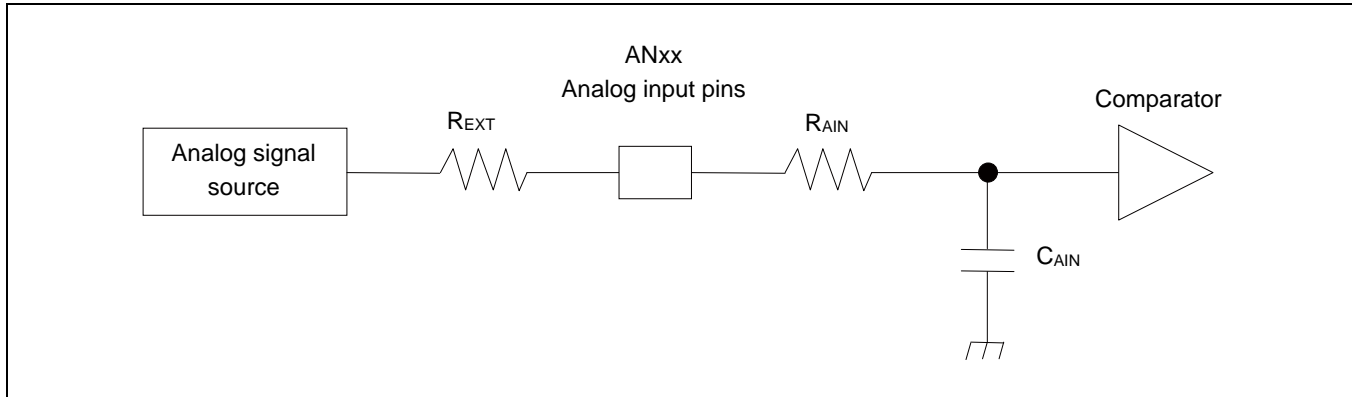 ANxx
Analog input pins
Comparator
REXT
RAIN
Analog signal
source
CAIN